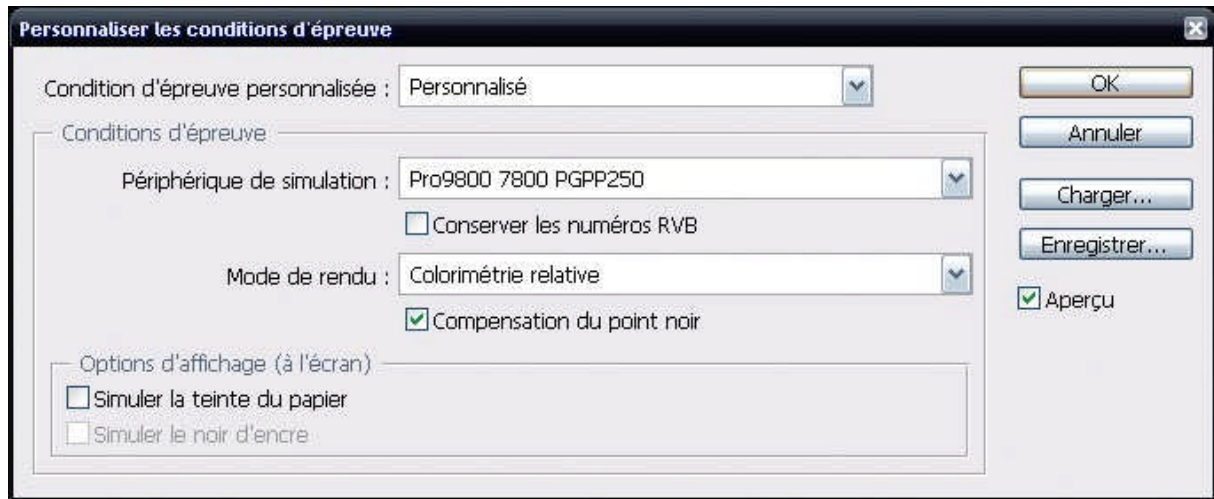 Personnaliser les conditions d'épreuve
Condition d'épreuve personnalisée : Personnalisé
Conditions d'épreuve
Périphérique de simulation : Pro9800 7800 PGPP250
Conserver les numéros RVB
Mode de rendu : Colorimétrie relative
Compensation du point noir
Options d'affichage (à l'écran)
Simuler la teinte du papier
Simuler le noir d'encre
OK
Annuler
Charger...
Enregistrer...
Aperçu